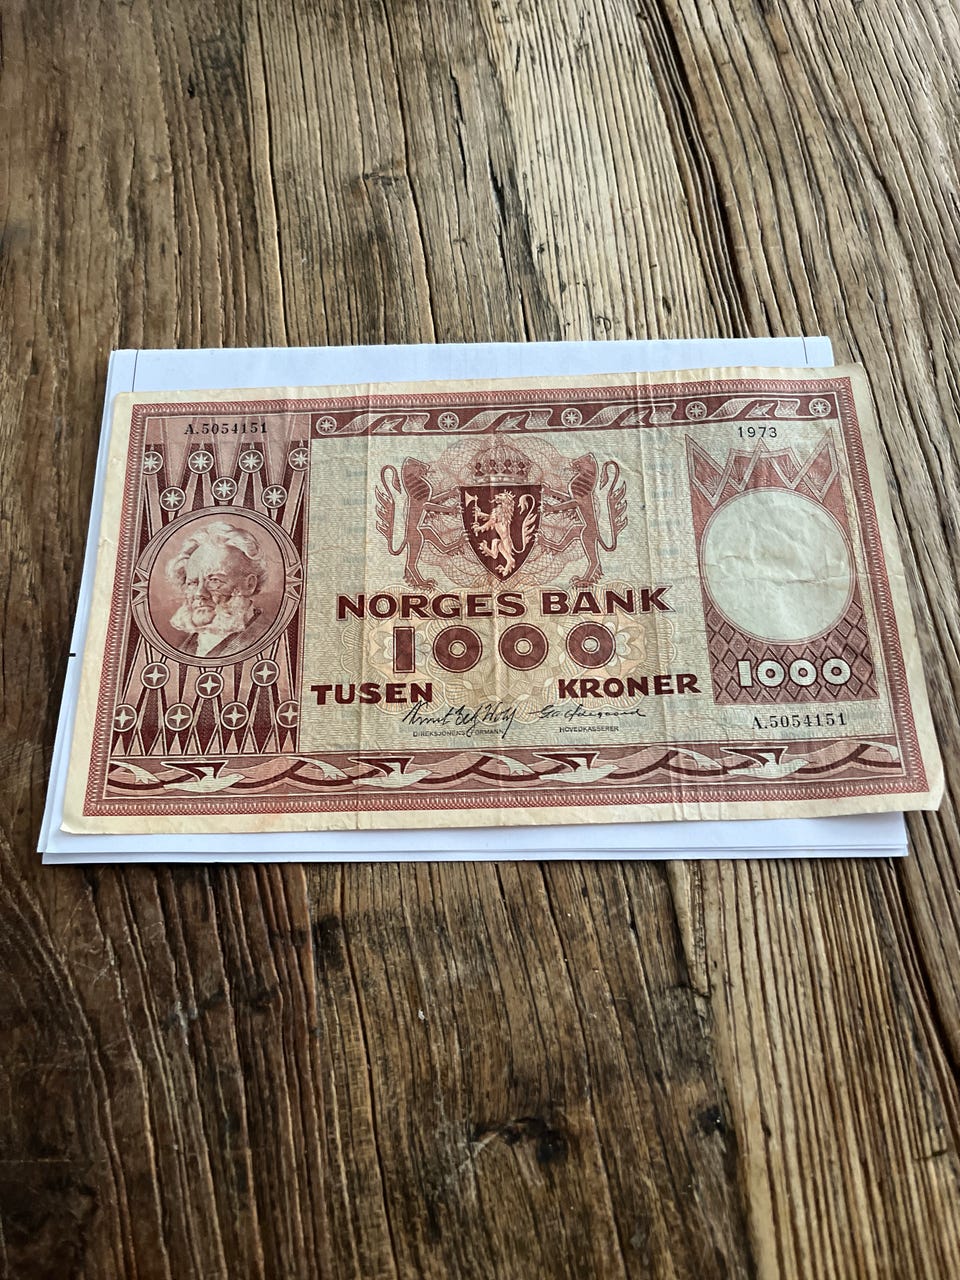 A.5054151
1973
NORGES BANK
1000
TUSEN KRONER
1000
DIREKSJONENS FORMANN
HOVEDKASSERER
A.5054151